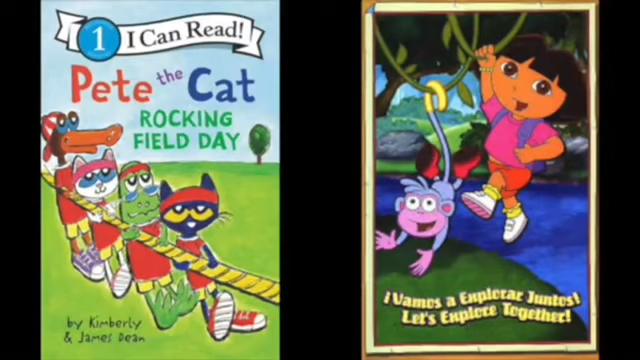 1
I Can Read!
Pete the Cat
ROCKING
FIELD DAY
by Kimberly
& James Dean
¡Vamos a Explorar Juntos!
Let's Explore Together!